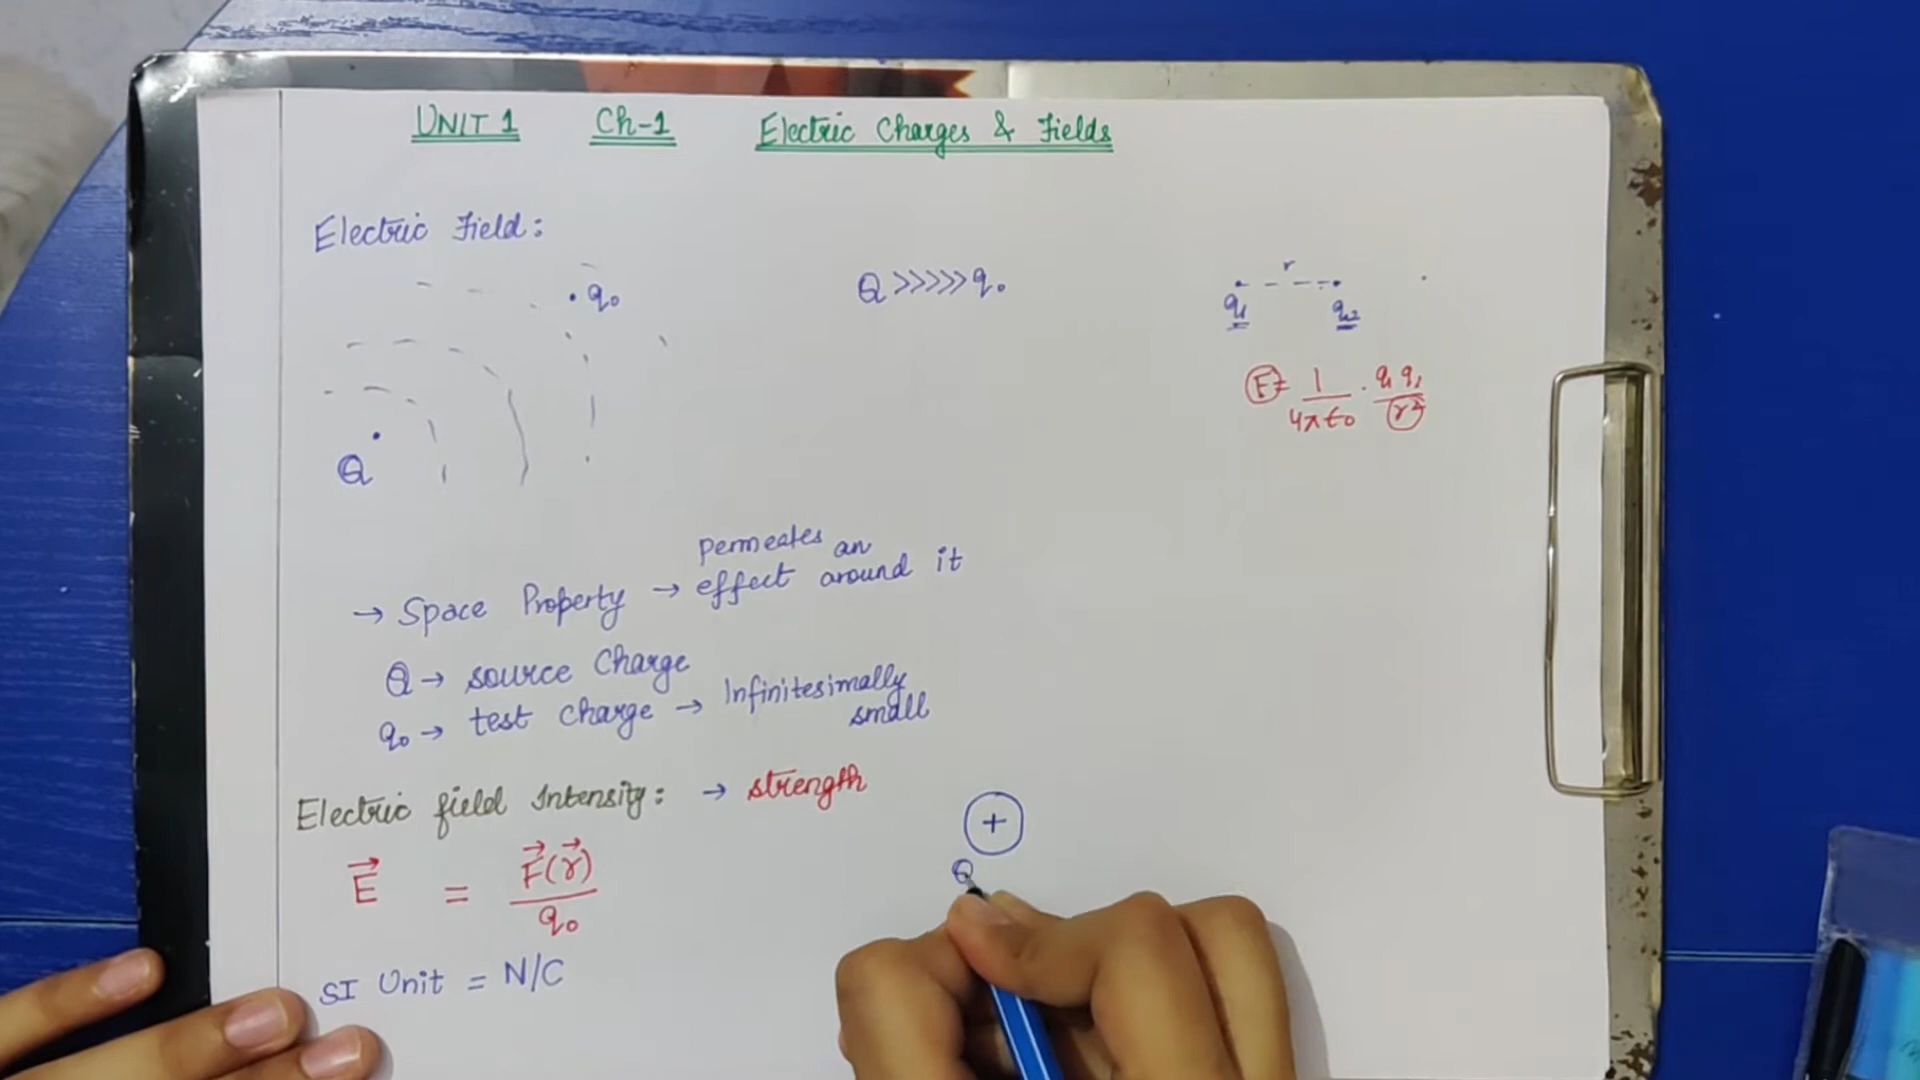 UNIT 1 Ch-1 Electric Charges & Fields
Electric Field:
• q₀
Q >>>>> q₀
r
q₁ q₂
F = 1/4πε₀ · q₁q₂/r²
Q
permeates an
→ Space Property → effect around it
Q → source Charge
q₀ → test charge → Infinitesimally
small
Electric field Intensity: → strength
+
Q
E⃗ = F⃗(r⃗)/q₀
SI Unit = N/C